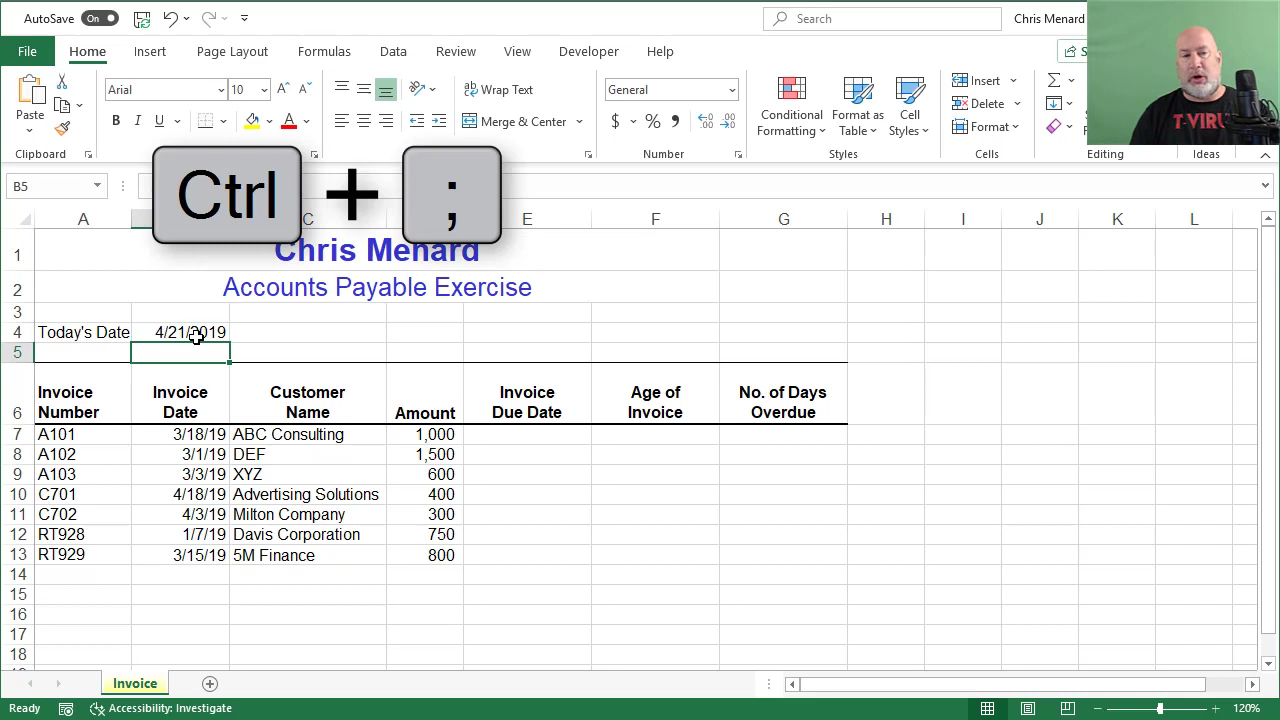 AutoSave On Search Chris Menard
File Home Insert Page Layout Formulas Data Review View Developer Help
Arial 10 Wrap Text General Insert
Paste B I U Merge & Center $ % Conditional Formatting Format as Table Cell Styles Delete
Format
Clipboard Number Styles Cells Editing Ideas
T-VIRU
B5
Ctrl + ;
A C E F G H I J K L
1 Chris Menard
2 Accounts Payable Exercise
3
4 Today's Date 4/21/2019
5
6 Invoice Number Invoice Date Customer Name Amount Invoice Due Date Age of Invoice No. of Days Overdue
7 A101 3/18/19 ABC Consulting 1,000
8 A102 3/1/19 DEF 1,500
9 A103 3/3/19 XYZ 600
10 C701 4/18/19 Advertising Solutions 400
11 C702 4/3/19 Milton Company 300
12 RT928 1/7/19 Davis Corporation 750
13 RT929 3/15/19 5M Finance 800
14
15
16
17
18
Invoice
Ready Accessibility: Investigate 120%